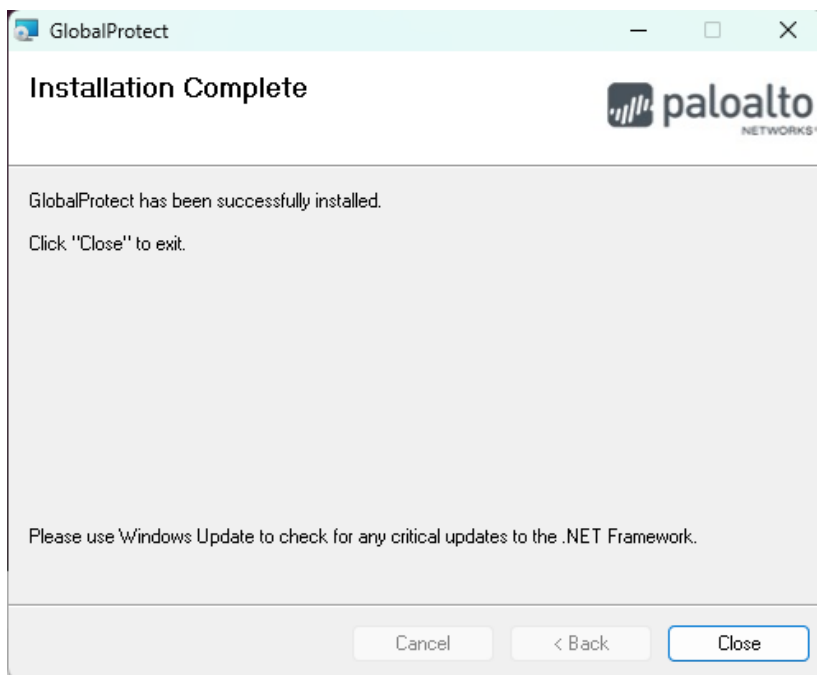 GlobalProtect
Installation Complete
paloalto
NETWORKS
GlobalProtect has been successfully installed.
Click "Close" to exit.
Please use Windows Update to check for any critical updates to the .NET Framework.
Cancel
< Back
Close